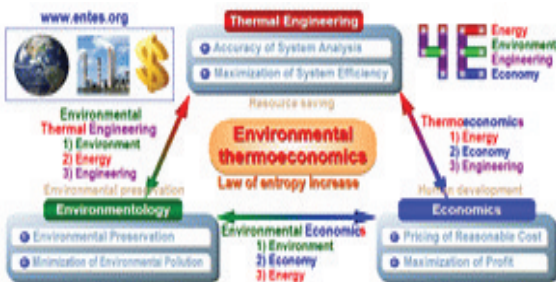 www.entes.org
Thermal Engineering
Accuracy of System Analysis
Maximization of System Efficiency
Resource saving
4E
Energy
Environment
Engineering
Economy
Environmental
Thermal Engineering
1) Environment
2) Energy
3) Engineering
Environmental preservation
Environmental
thermoeconomics
Law of entropy increase
Thermoeconomics
1) Energy
2) Economy
3) Engineering
Human development
Environmentology
Environmental Preservation
Minimization of Environmental Pollution
Environmental Economics
1) Environment
2) Economy
3) Energy
Economics
Pricing of Reasonable Cost
Maximization of Profit